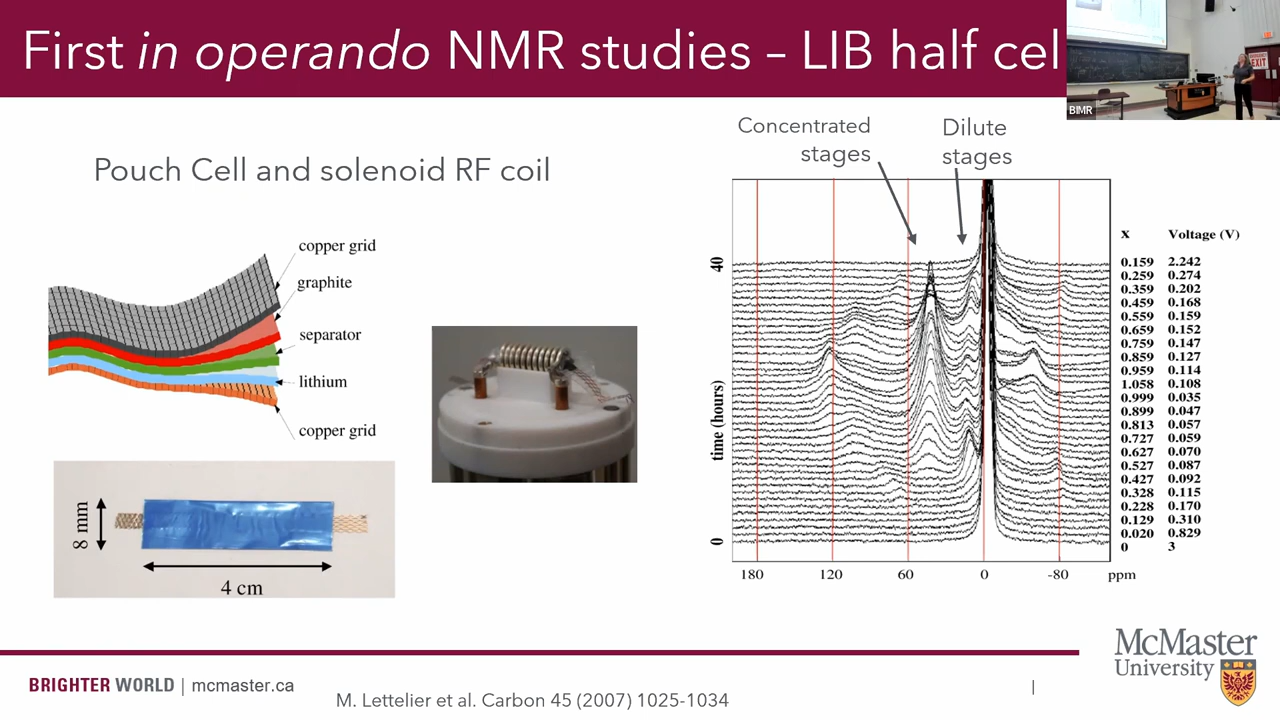 First in operando NMR studies – LIB half cel
EXIT
BIMR
Pouch Cell and solenoid RF coil
copper grid
graphite
separator
lithium
copper grid
8 mm
4 cm
Concentrated
stages
Dilute
stages
40
time (hours)
0
180 120 60 0 -80 ppm
x Voltage (V)
0.159 2.242
0.259 0.274
0.359 0.202
0.459 0.168
0.559 0.159
0.659 0.152
0.759 0.147
0.859 0.127
0.959 0.114
1.058 0.108
0.999 0.035
0.899 0.047
0.813 0.057
0.727 0.059
0.627 0.070
0.527 0.087
0.427 0.092
0.328 0.115
0.228 0.170
0.129 0.310
0.020 0.829
0 3
McMaster
University
BRIGHTER WORLD | mcmaster.ca
M. Lettelier et al. Carbon 45 (2007) 1025-1034
|